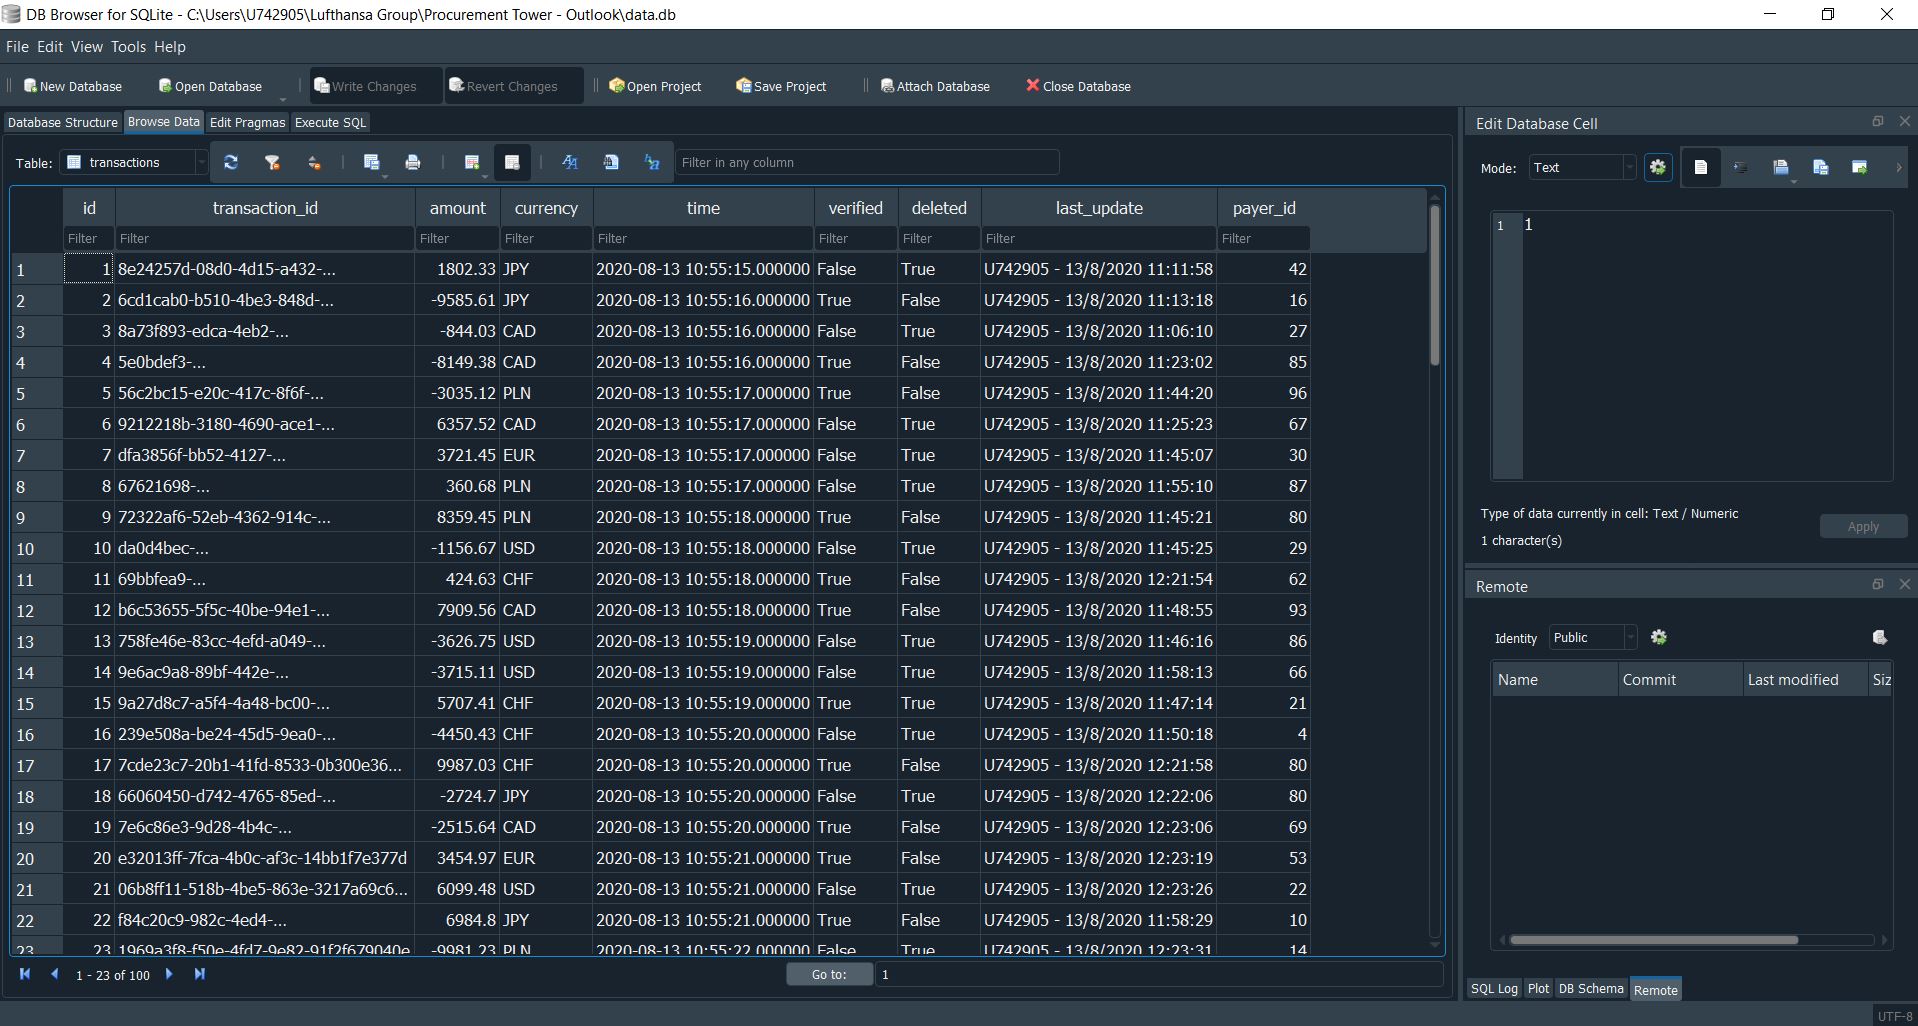 DB Browser for SQLite - C:\Users\U742905\Lufthansa Group\Procurement Tower - Outlook\data.db
File Edit View Tools Help
New Database Open Database Write Changes Revert Changes Open Project Save Project Attach Database Close Database
Database Structure Browse Data Edit Pragmas Execute SQL
Table: transactions Filter in any column
id transaction_id amount currency time verified deleted last_update payer_id
Filter Filter Filter Filter Filter Filter Filter Filter Filter
1 1 8e24257d-08d0-4d15-a432-... 1802.33 JPY 2020-08-13 10:55:15.000000 False True U742905 - 13/8/2020 11:11:58 42
2 2 6cd1cab0-b510-4be3-848d-... -9585.61 JPY 2020-08-13 10:55:16.000000 True False U742905 - 13/8/2020 11:13:18 16
3 3 8a73f893-edca-4eb2-... -844.03 CAD 2020-08-13 10:55:16.000000 False True U742905 - 13/8/2020 11:06:10 27
4 4 5e0bdef3-... -8149.38 CAD 2020-08-13 10:55:16.000000 True False U742905 - 13/8/2020 11:23:02 85
5 5 56c2bc15-e20c-417c-8f6f-... -3035.12 PLN 2020-08-13 10:55:17.000000 True False U742905 - 13/8/2020 11:44:20 96
6 6 9212218b-3180-4690-ace1-... 6357.52 CAD 2020-08-13 10:55:17.000000 False True U742905 - 13/8/2020 11:25:23 67
7 7 dfa3856f-bb52-4127-... 3721.45 EUR 2020-08-13 10:55:17.000000 False True U742905 - 13/8/2020 11:45:07 30
8 8 67621698-... 360.68 PLN 2020-08-13 10:55:17.000000 False True U742905 - 13/8/2020 11:55:10 87
9 9 72322af6-52eb-4362-914c-... 8359.45 PLN 2020-08-13 10:55:18.000000 True False U742905 - 13/8/2020 11:45:21 80
10 10 da0d4bec-... -1156.67 USD 2020-08-13 10:55:18.000000 False True U742905 - 13/8/2020 11:45:25 29
11 11 69bbfea9-... 424.63 CHF 2020-08-13 10:55:18.000000 True False U742905 - 13/8/2020 12:21:54 62
12 12 b6c53655-5f5c-40be-94e1-... 7909.56 CAD 2020-08-13 10:55:18.000000 True False U742905 - 13/8/2020 11:48:55 93
13 13 758fe46e-83cc-4efd-a049-... -3626.75 USD 2020-08-13 10:55:19.000000 False True U742905 - 13/8/2020 11:46:16 86
14 14 9e6ac9a8-89bf-442e-... -3715.11 USD 2020-08-13 10:55:19.000000 True False U742905 - 13/8/2020 11:58:13 66
15 15 9a27d8c7-a5f4-4a48-bc00-... 5707.41 CHF 2020-08-13 10:55:19.000000 True True U742905 - 13/8/2020 11:47:14 21
16 16 239e508a-be24-45d5-9ea0-... -4450.43 CHF 2020-08-13 10:55:20.000000 False True U742905 - 13/8/2020 11:50:18 4
17 17 7cde23c7-20b1-41fd-8533-0b300e36... 9987.03 CHF 2020-08-13 10:55:20.000000 True False U742905 - 13/8/2020 12:21:58 80
18 18 66060450-d742-4765-85ed-... -2724.7 JPY 2020-08-13 10:55:20.000000 False True U742905 - 13/8/2020 12:22:06 80
19 19 7e6c86e3-9d28-4b4c-... -2515.64 CAD 2020-08-13 10:55:20.000000 True False U742905 - 13/8/2020 12:23:06 69
20 20 e32013ff-7fca-4b0c-af3c-14bb1f7e377d 3454.97 EUR 2020-08-13 10:55:21.000000 True False U742905 - 13/8/2020 12:23:19 53
21 21 06b8ff11-518b-4be5-863e-3217a69c6... 6099.48 USD 2020-08-13 10:55:21.000000 False True U742905 - 13/8/2020 12:23:26 22
22 22 f84c20c9-982c-4ed4-... 6984.8 JPY 2020-08-13 10:55:21.000000 True False U742905 - 13/8/2020 11:58:29 10
23 23 1969a3f8-f50e-4fd7-9e82-91f2f679040e -9981.23 PLN 2020-08-13 10:55:22.000000 False True U742905 - 13/8/2020 12:23:31 14
1 - 23 of 100 Go to: 1
Edit Database Cell
Mode: Text
1 1
Type of data currently in cell: Text / Numeric
1 character(s)
Apply
Remote
Identity Public
Name Commit Last modified Siz
SQL Log Plot DB Schema Remote
UTF-8